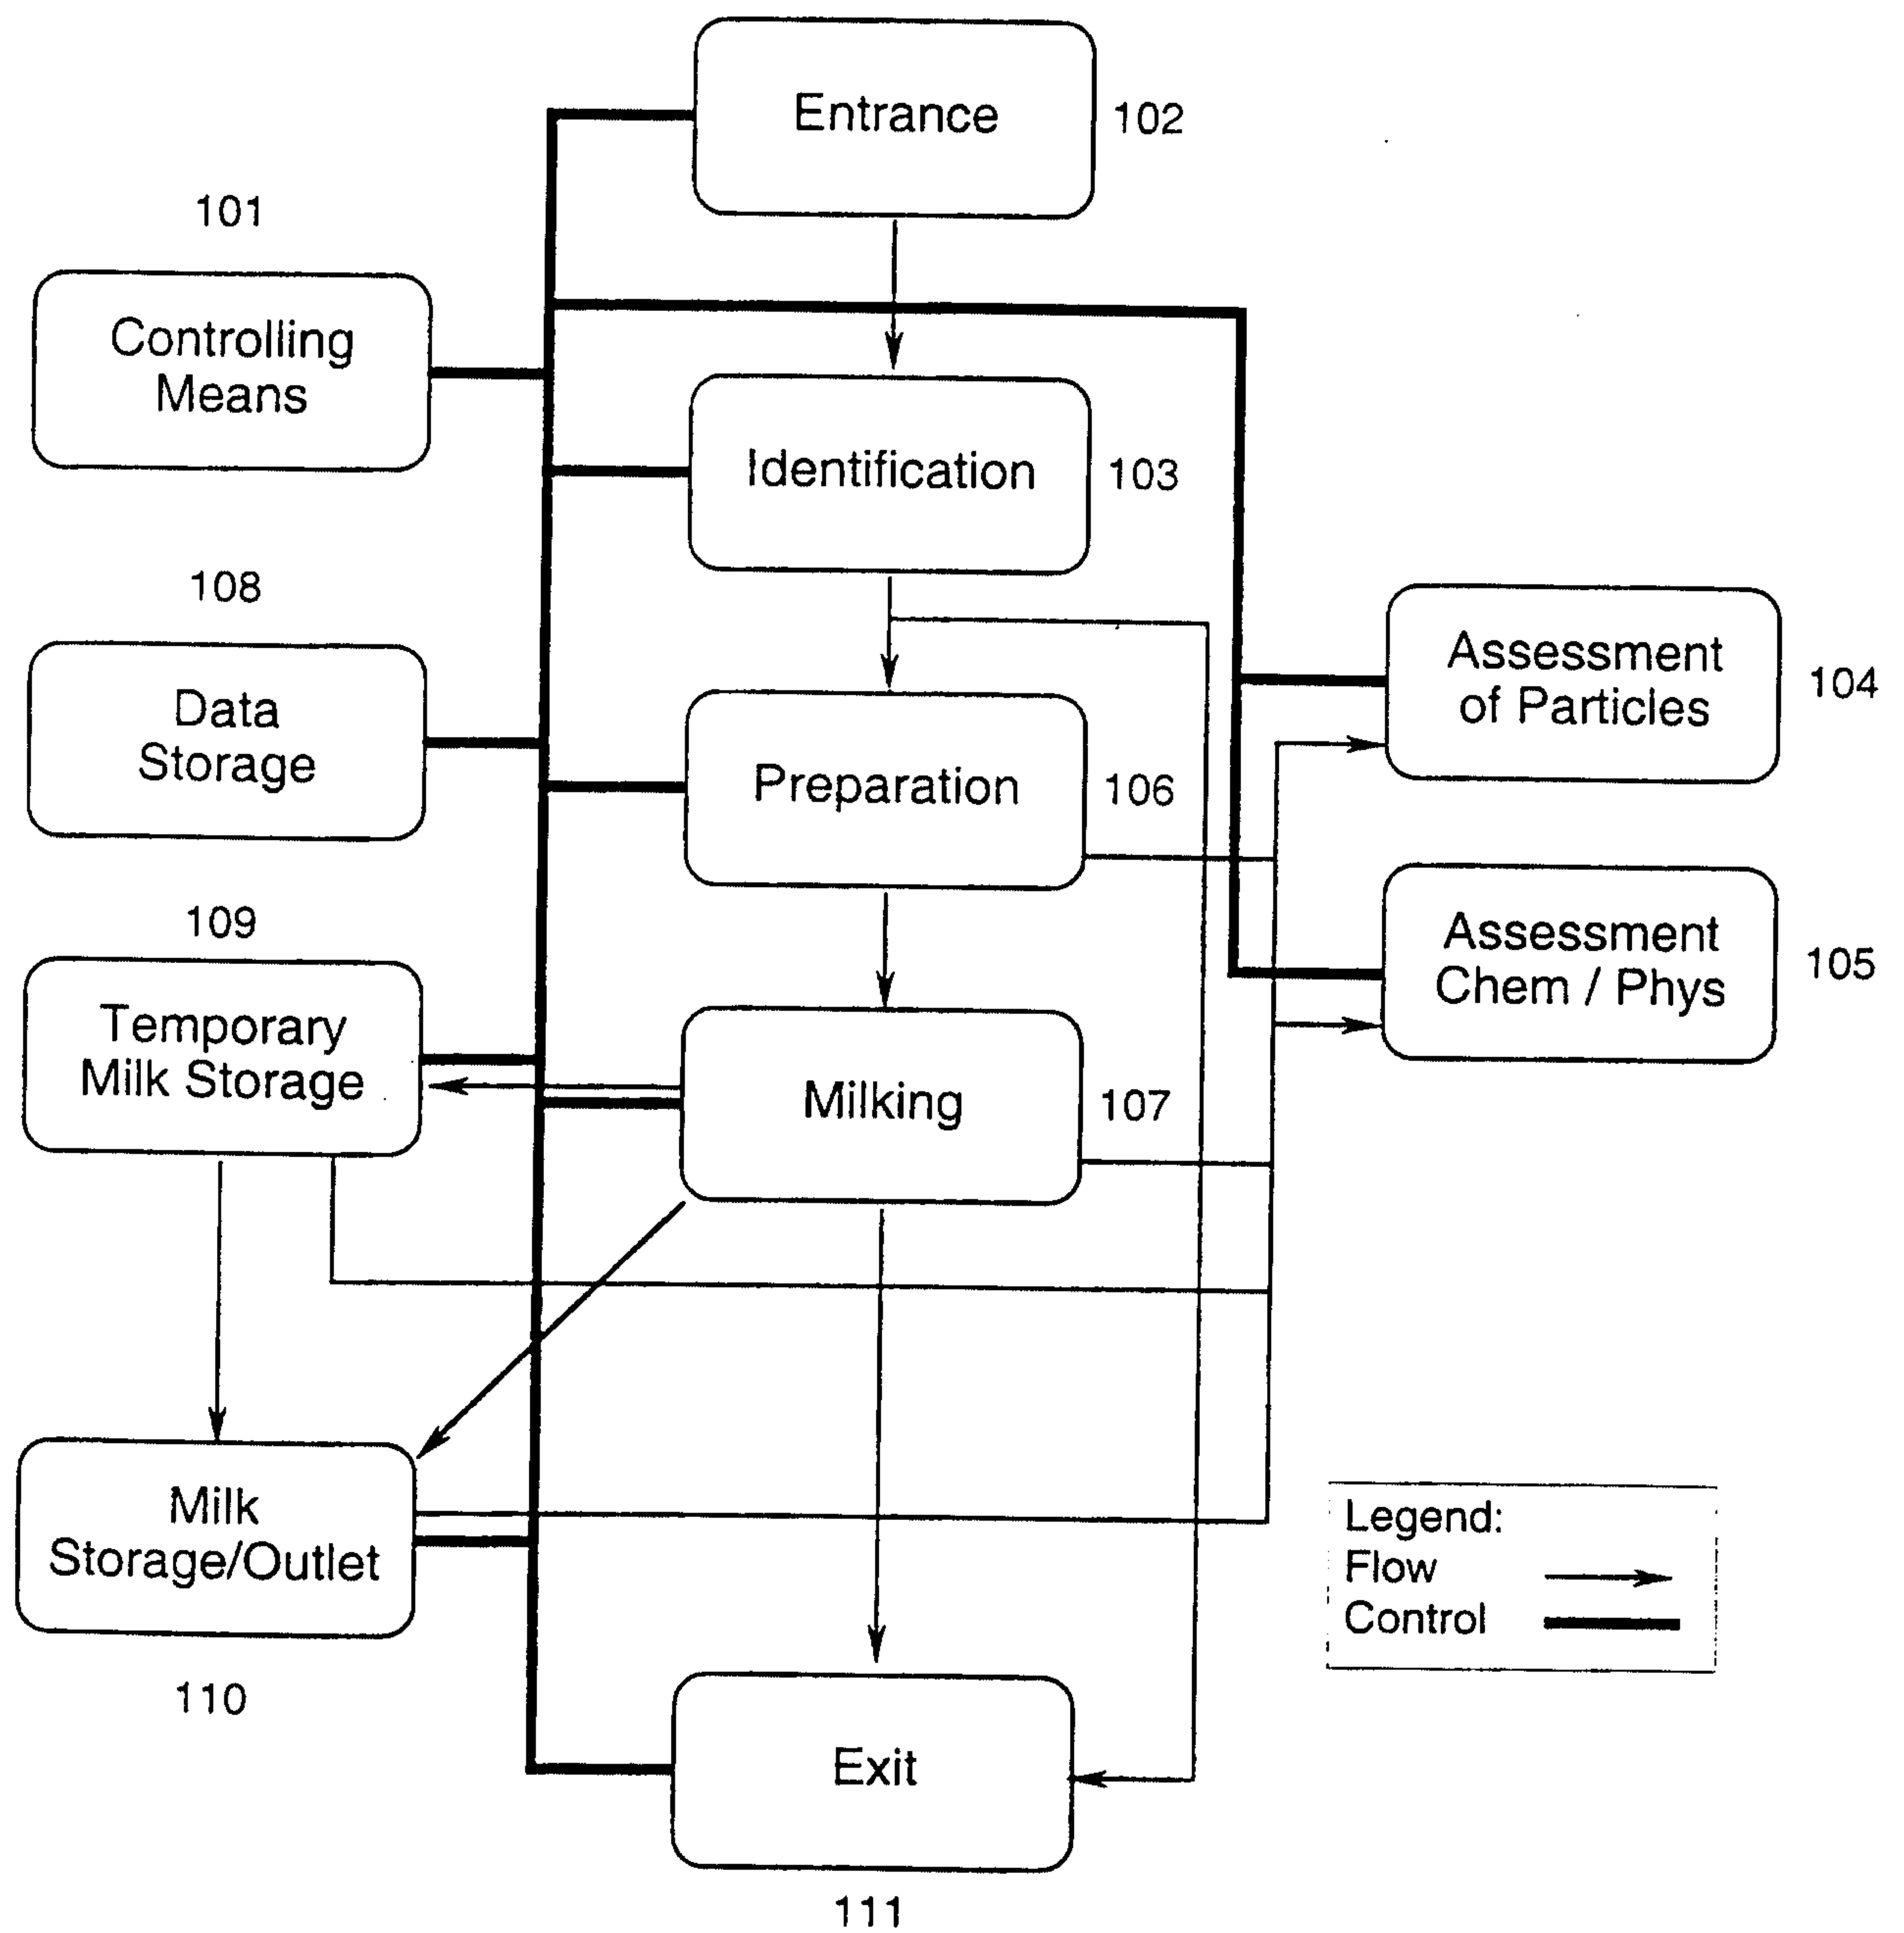 Entrance
102
101
Controlling
Means
Identification
103
108
Data
Storage
Assessment
of Particles
104
Preparation
106
109
Temporary
Milk Storage
Assessment
Chem / Phys
105
Milking
107
Milk
Storage/Outlet
110
Legend:
Flow
Control
Exit
111